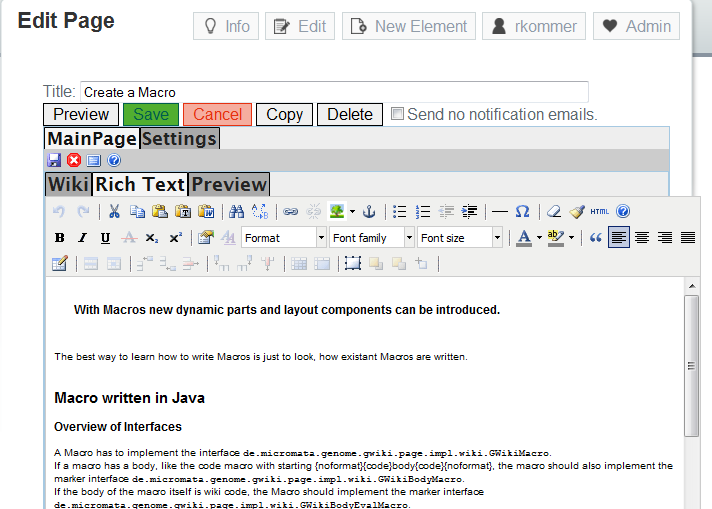 Edit Page
Info Edit New Element rkommer Admin
Title: Create a Macro
Preview Save Cancel Copy Delete Send no notification emails.
MainPage Settings
Wiki Rich Text Preview
HTML
B I U A X₂ X² Format Font family Font size A ab
With Macros new dynamic parts and layout components can be introduced.
The best way to learn how to write Macros is just to look, how existant Macros are written.
Macro written in Java
Overview of Interfaces
A Macro has to implement the interface de.micromata.genome.gwiki.page.impl.wiki.GWikiMacro.
If a macro has a body, like the code macro with starting {noformat}{code}body{code}{noformat}, the macro should also implement the
marker interface de.micromata.genome.gwiki.page.impl.wiki.GWikiBodyMacro.
If the body of the macro itself is wiki code, the Macro should implement the marker interface
de.micromata.genome.gwiki.page.impl.wiki.GWikiBodyEvalMacro.